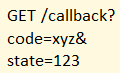 GET /callback?
code=xyz&
state=123